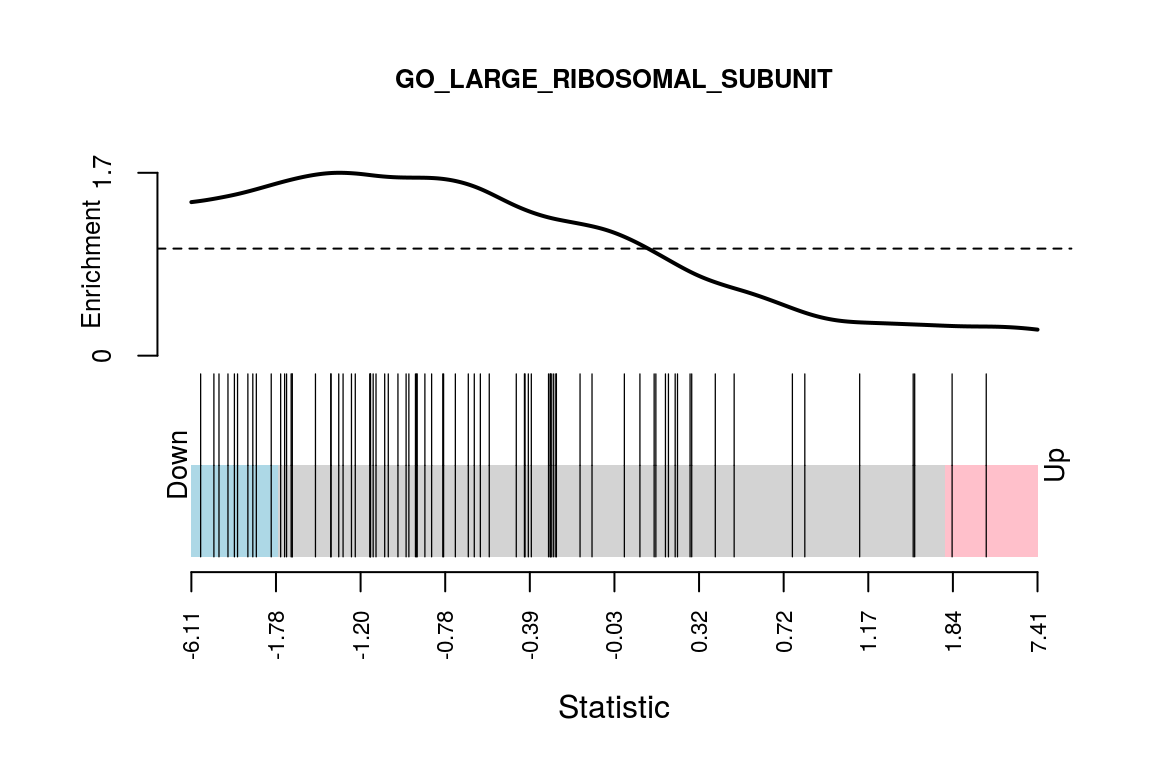 GO_LARGE_RIBOSOMAL_SUBUNIT
1.7
Enrichment
0
Down
Up
-6.11
-1.78
-1.20
-0.78
-0.39
-0.03
0.32
0.72
1.17
1.84
7.41
Statistic